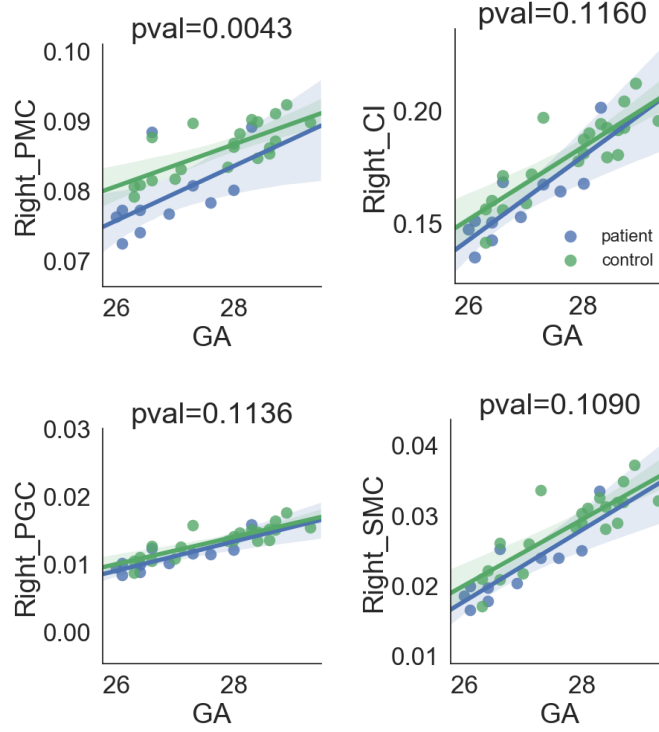 pval=0.0043
0.10
0.09
0.08
0.07
Right_PMC
26 28
GA
pval=0.1160
0.20
0.15
Right_CI
patient
control
26 28
GA
pval=0.1136
0.03
0.02
0.01
0.00
Right_PGC
26 28
GA
pval=0.1090
0.04
0.03
0.02
0.01
Right_SMC
26 28
GA